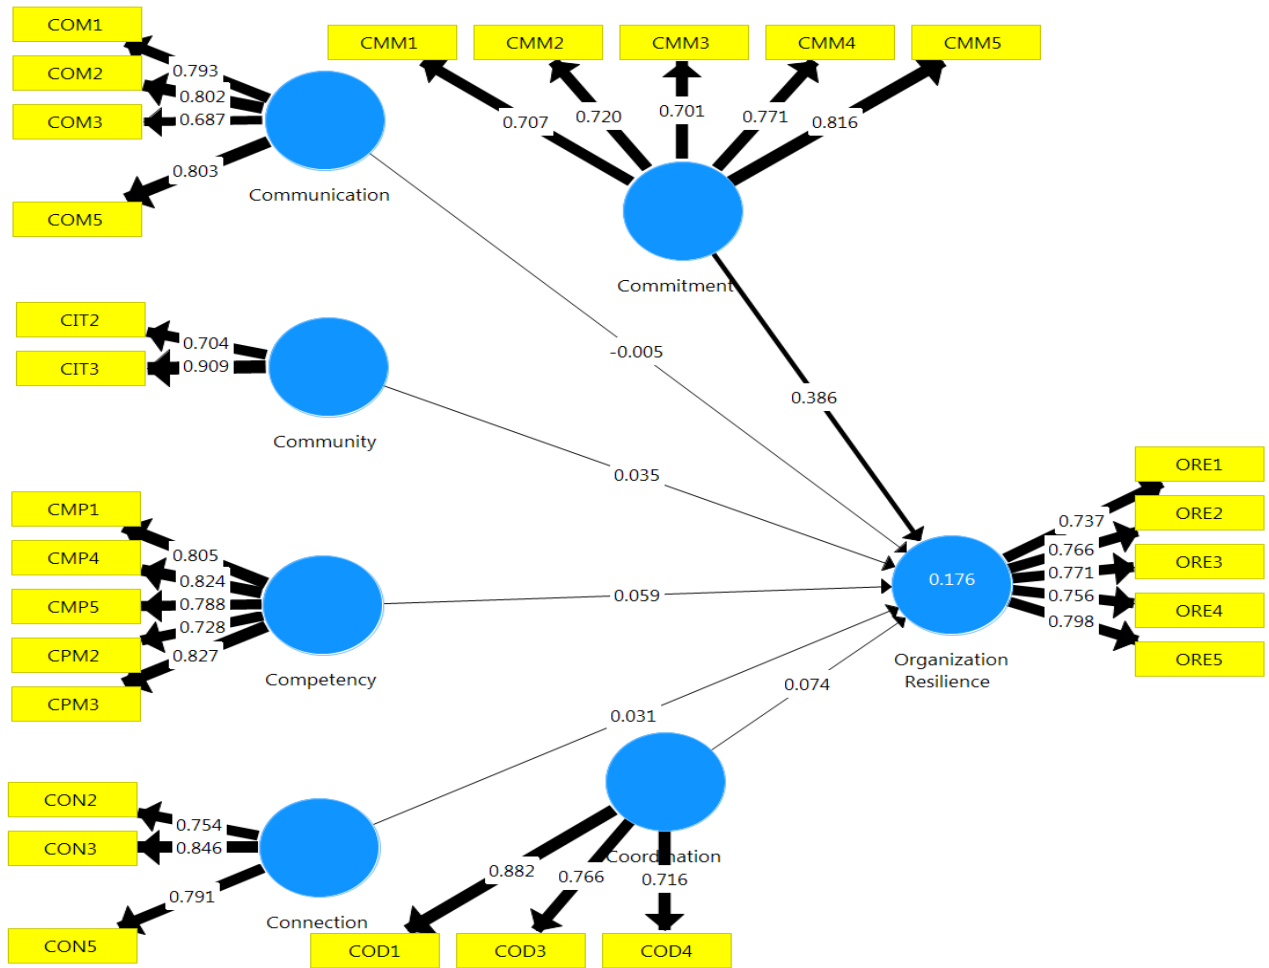 COM1
COM2
COM3
COM5
0.793
0.802
0.687
0.803
Communication
CMM1
CMM2
CMM3
CMM4
CMM5
0.707
0.720
0.701
0.771
0.816
Commitment
CIT2
CIT3
0.704
0.909
Community
-0.005
0.386
0.035
CMP1
CMP4
CMP5
CPM2
CPM3
0.805
0.824
0.788
0.728
0.827
Competency
0.059
0.176
Organization
Resilience
ORE1
ORE2
ORE3
ORE4
ORE5
0.737
0.766
0.771
0.756
0.798
0.074
0.031
CON2
CON3
CON5
0.754
0.846
0.791
Connection
Coordination
0.882
0.766
0.716
COD1
COD3
COD4